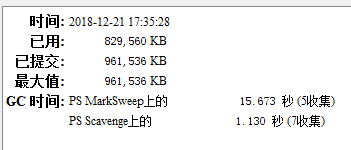 时间: 2018-12-21 17:35:28
已用: 829,560 KB
已提交: 961,536 KB
最大值: 961,536 KB
GC 时间: PS MarkSweep上的 15.673 秒 (5收集)
PS Scavenge上的 1.130 秒 (7收集)